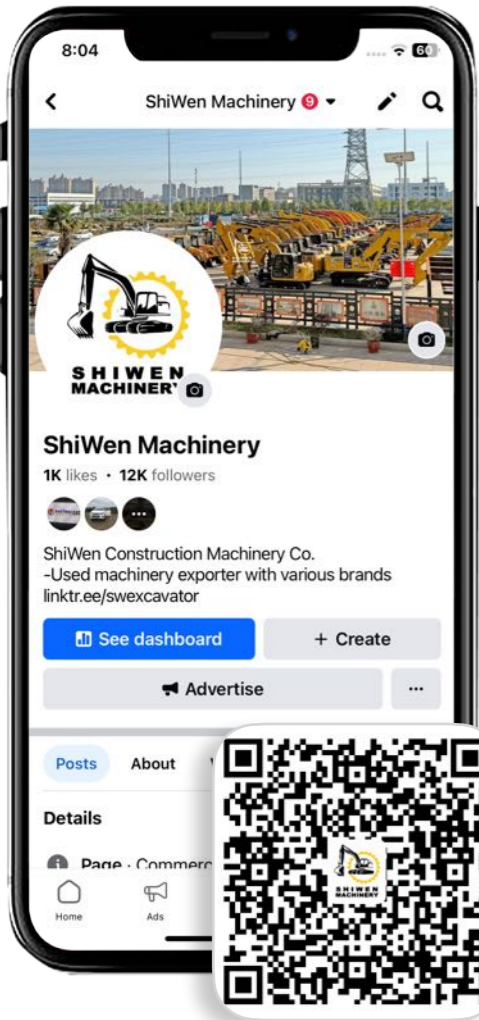 8:04
60
ShiWen Machinery 9
SHIWEN
MACHINERY
ShiWen Machinery
1K likes • 12K followers
ShiWen Construction Machinery Co.
-Used machinery exporter with various brands
linktr.ee/swexcavator
See dashboard
+ Create
Advertise
Posts About
Details
Page · Commerc
Home
Ads
SHIWEN
MACHINERY